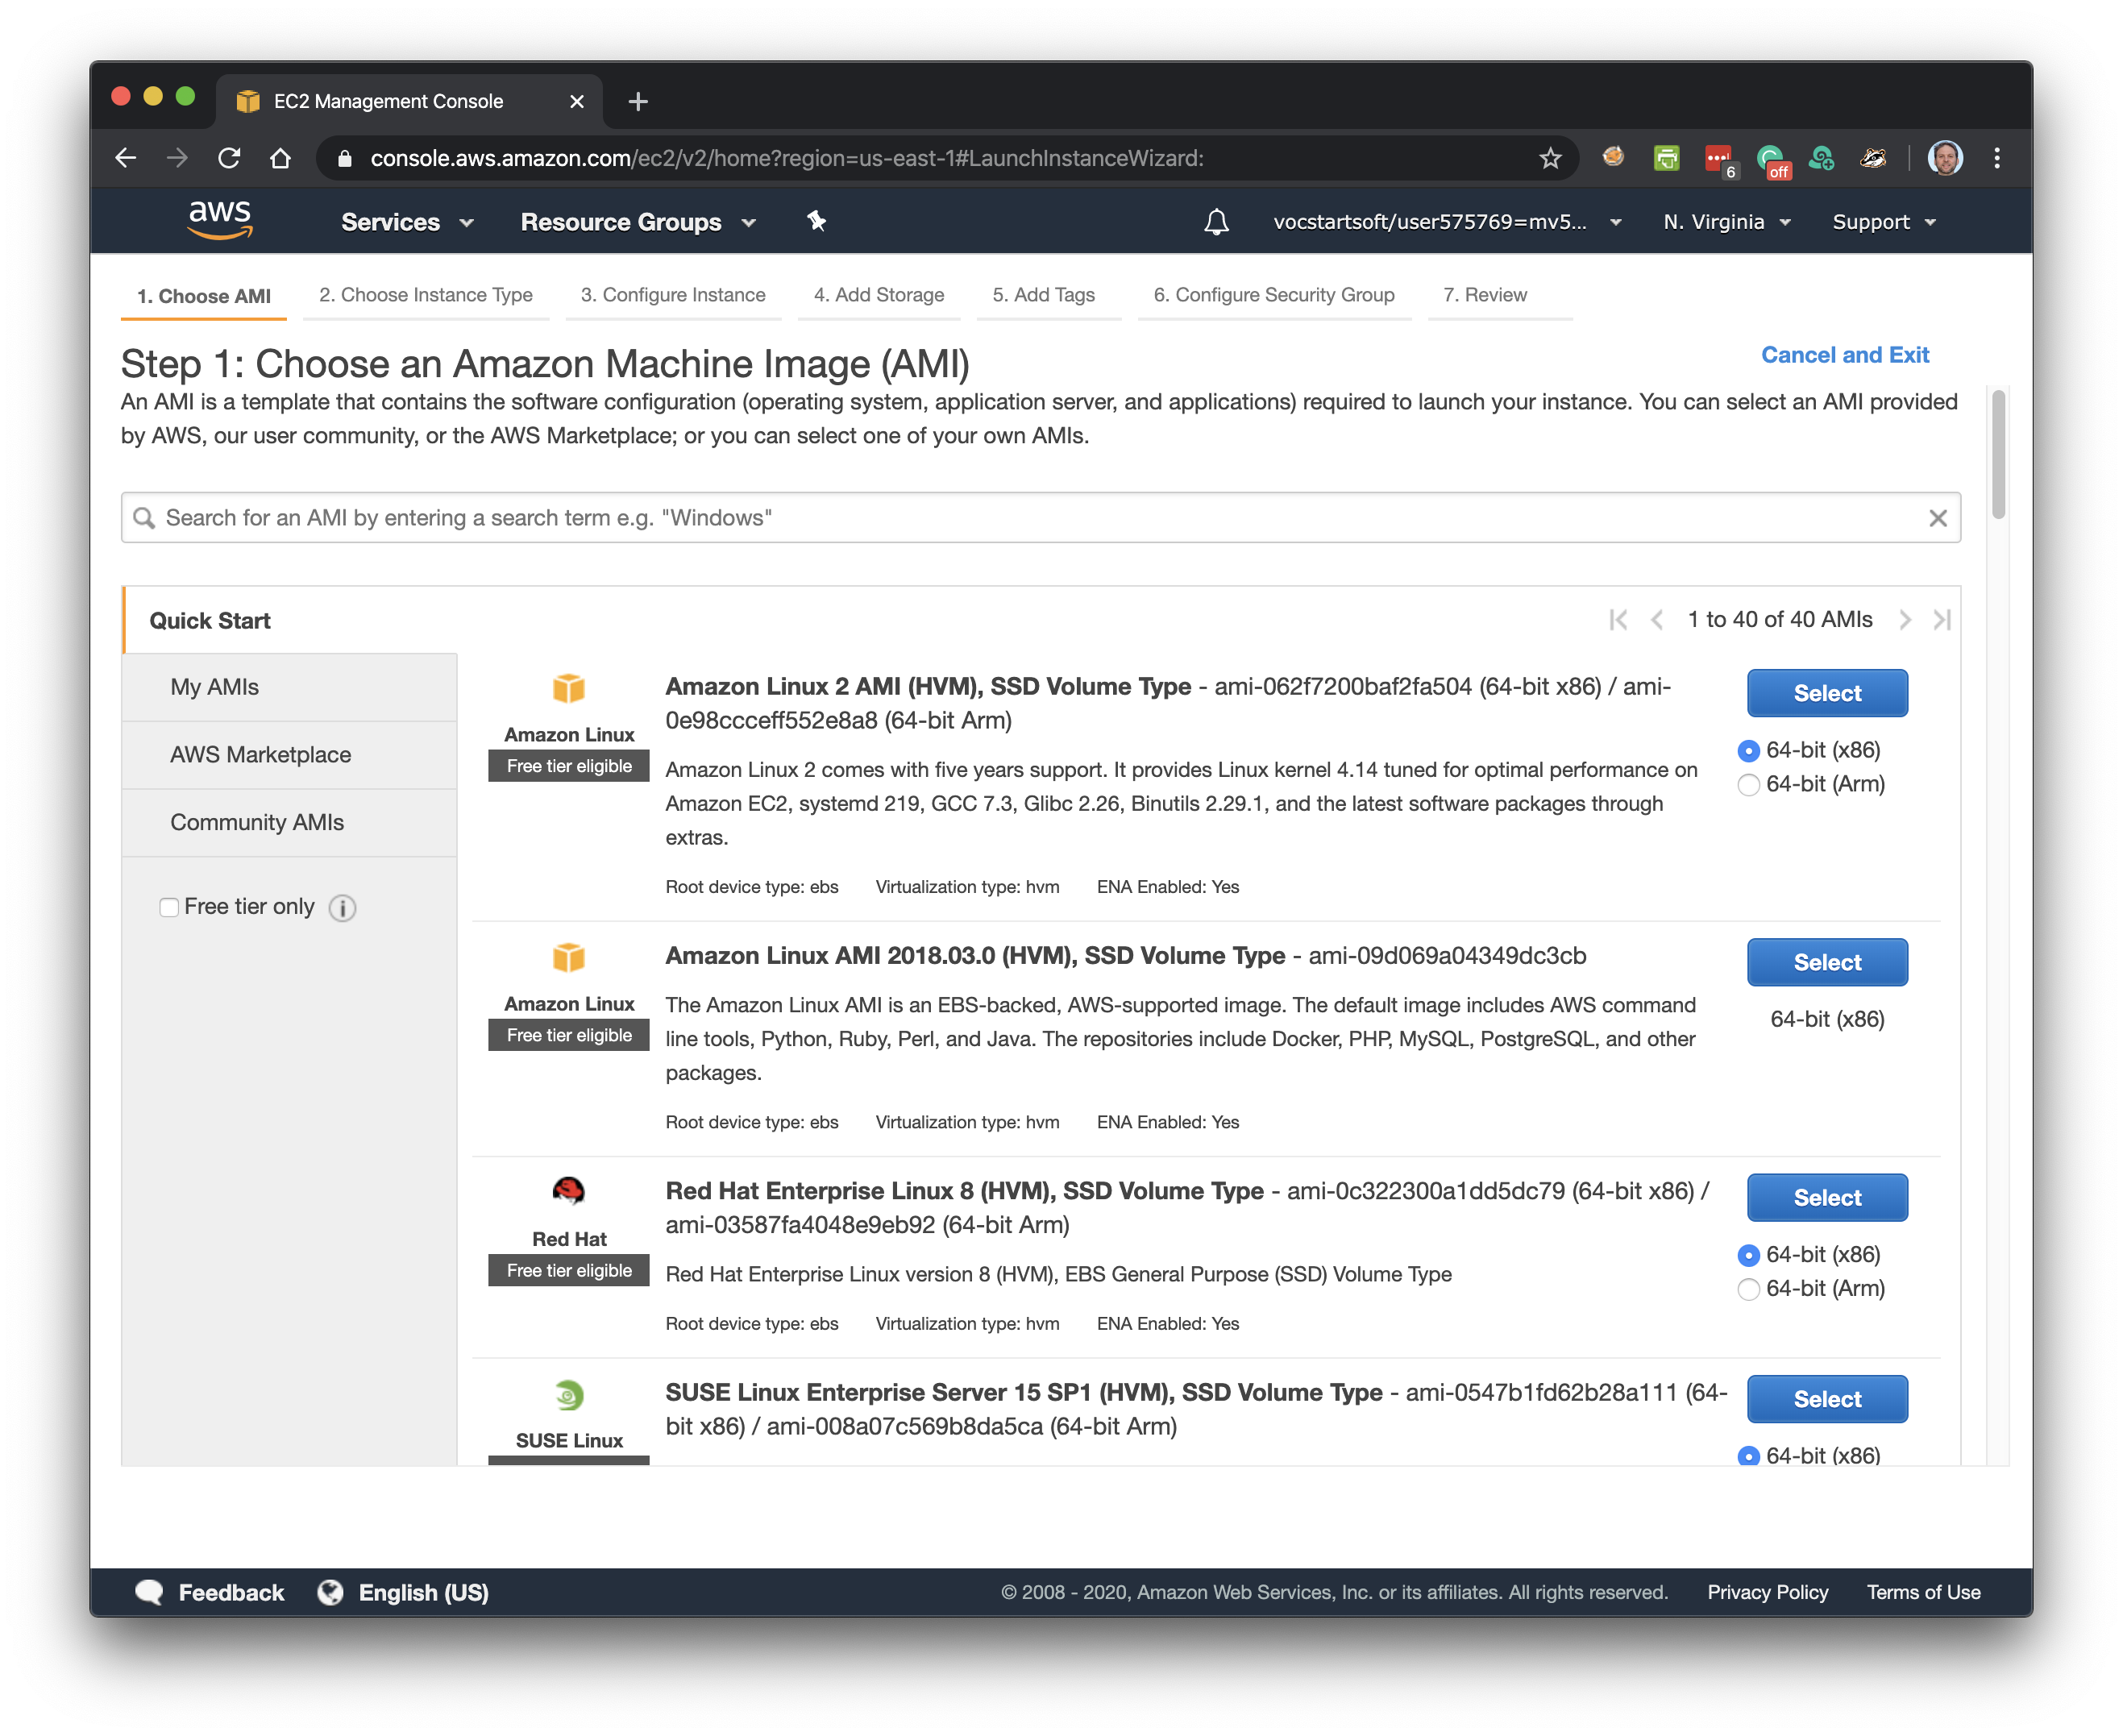 EC2 Management Console
console.aws.amazon.com/ec2/v2/home?region=us-east-1#LaunchInstanceWizard:
6
off
aws
Services
Resource Groups
vocstartsoft/user575769=mv5...
N. Virginia
Support
1. Choose AMI
2. Choose Instance Type
3. Configure Instance
4. Add Storage
5. Add Tags
6. Configure Security Group
7. Review
Step 1: Choose an Amazon Machine Image (AMI)
Cancel and Exit
An AMI is a template that contains the software configuration (operating system, application server, and applications) required to launch your instance. You can select an AMI provided
by AWS, our user community, or the AWS Marketplace; or you can select one of your own AMIs.
Search for an AMI by entering a search term e.g. "Windows"
Quick Start
1 to 40 of 40 AMIs
My AMIs
AWS Marketplace
Community AMIs
Free tier only
Amazon Linux
Free tier eligible
Amazon Linux 2 AMI (HVM), SSD Volume Type - ami-062f7200baf2fa504 (64-bit x86) / ami-
0e98ccceff552e8a8 (64-bit Arm)
Amazon Linux 2 comes with five years support. It provides Linux kernel 4.14 tuned for optimal performance on
Amazon EC2, systemd 219, GCC 7.3, Glibc 2.26, Binutils 2.29.1, and the latest software packages through
extras.
Root device type: ebs
Virtualization type: hvm
ENA Enabled: Yes
Select
64-bit (x86)
64-bit (Arm)
Amazon Linux
Free tier eligible
Amazon Linux AMI 2018.03.0 (HVM), SSD Volume Type - ami-09d069a04349dc3cb
The Amazon Linux AMI is an EBS-backed, AWS-supported image. The default image includes AWS command
line tools, Python, Ruby, Perl, and Java. The repositories include Docker, PHP, MySQL, PostgreSQL, and other
packages.
Root device type: ebs
Virtualization type: hvm
ENA Enabled: Yes
Select
64-bit (x86)
Red Hat
Free tier eligible
Red Hat Enterprise Linux 8 (HVM), SSD Volume Type - ami-0c322300a1dd5dc79 (64-bit x86) /
ami-03587fa4048e9eb92 (64-bit Arm)
Red Hat Enterprise Linux version 8 (HVM), EBS General Purpose (SSD) Volume Type
Root device type: ebs
Virtualization type: hvm
ENA Enabled: Yes
Select
64-bit (x86)
64-bit (Arm)
SUSE Linux
SUSE Linux Enterprise Server 15 SP1 (HVM), SSD Volume Type - ami-0547b1fd62b28a111 (64-
bit x86) / ami-008a07c569b8da5ca (64-bit Arm)
Select
64-bit (x86)
Feedback
English (US)
© 2008 - 2020, Amazon Web Services, Inc. or its affiliates. All rights reserved.
Privacy Policy
Terms of Use